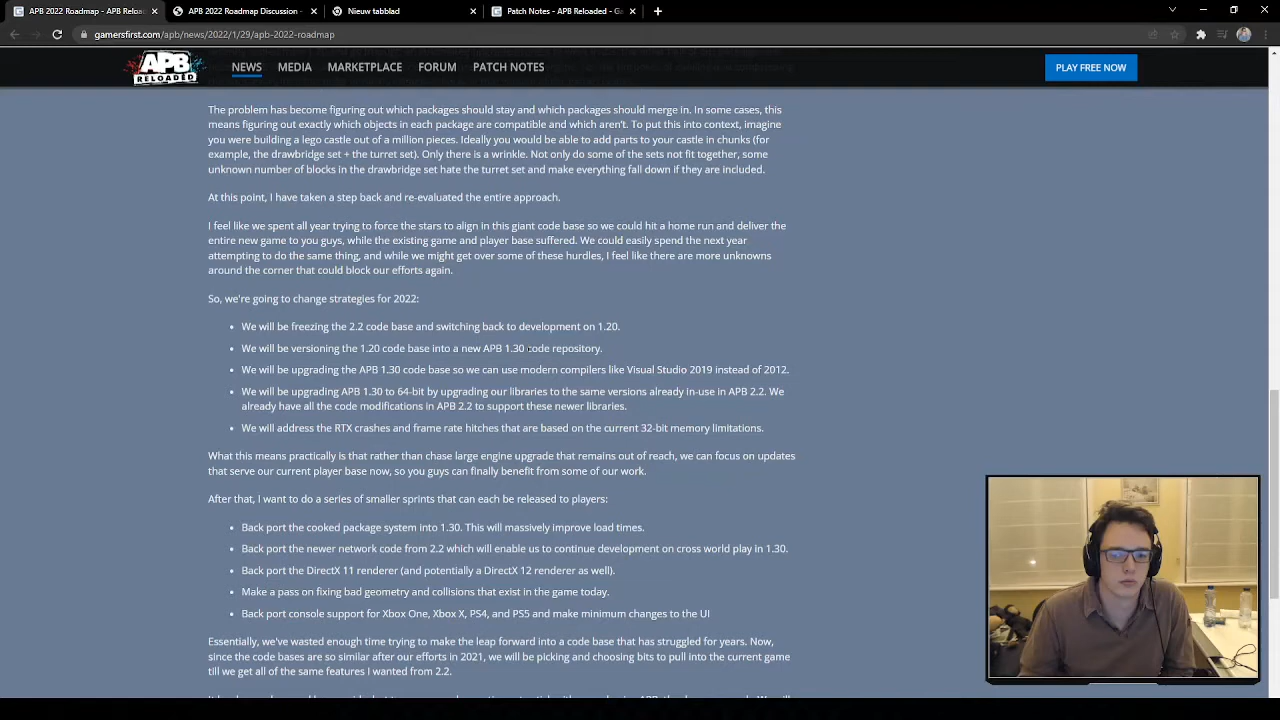 APB 2022 Roadmap - APB Reloaded
APB 2022 Roadmap Discussion -
Nieuw tabblad
Patch Notes - APB Reloaded - Ga
gamersfirst.com/apb/news/2022/1/29/apb-2022-roadmap
APB
RELOADED
NEWS
MEDIA
MARKETPLACE
FORUM
PATCH NOTES
PLAY FREE NOW
The problem has become figuring out which packages should stay and which packages should merge in. In some cases, this
means figuring out exactly which objects in each package are compatible and which aren't. To put this into context, imagine
you were building a lego castle out of a million pieces. Ideally you would be able to add parts to your castle in chunks (for
example, the drawbridge set + the turret set). Only there is a wrinkle. Not only do some of the sets not fit together, some
unknown number of blocks in the drawbridge set hate the turret set and make everything fall down if they are included.
At this point, I have taken a step back and re-evaluated the entire approach.
I feel like we spent all year trying to force the stars to align in this giant code base so we could hit a home run and deliver the
entire new game to you guys, while the existing game and player base suffered. We could easily spend the next year
attempting to do the same thing, and while we might get over some of these hurdles, I feel like there are more unknowns
around the corner that could block our efforts again.
So, we're going to change strategies for 2022:
• We will be freezing the 2.2 code base and switching back to development on 1.20.
• We will be versioning the 1.20 code base into a new APB 1.30 code repository.
• We will be upgrading the APB 1.30 code base so we can use modern compilers like Visual Studio 2019 instead of 2012.
• We will be upgrading APB 1.30 to 64-bit by upgrading our libraries to the same versions already in-use in APB 2.2. We
already have all the code modifications in APB 2.2 to support these newer libraries.
• We will address the RTX crashes and frame rate hitches that are based on the current 32-bit memory limitations.
What this means practically is that rather than chase large engine upgrade that remains out of reach, we can focus on updates
that serve our current player base now, so you guys can finally benefit from some of our work.
After that, I want to do a series of smaller sprints that can each be released to players:
• Back port the cooked package system into 1.30. This will massively improve load times.
• Back port the newer network code from 2.2 which will enable us to continue development on cross world play in 1.30.
• Back port the DirectX 11 renderer (and potentially a DirectX 12 renderer as well).
• Make a pass on fixing bad geometry and collisions that exist in the game today.
• Back port console support for Xbox One, Xbox X, PS4, and PS5 and make minimum changes to the UI
Essentially, we've wasted enough time trying to make the leap forward into a code base that has struggled for years. Now,
since the code bases are so similar after our efforts in 2021, we will be picking and choosing bits to pull into the current game
till we get all of the same features I wanted from 2.2.